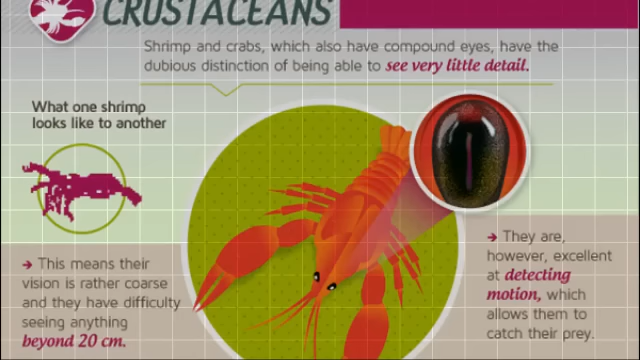 CRUSTACEANS
Shrimp and crabs, which also have compound eyes, have the
dubious distinction of being able to see very little detail.
What one shrimp
looks like to another
➔ This means their
vision is rather coarse
and they have difficulty
seeing anything
beyond 20 cm.
➔ They are,
however, excellent
at detecting
motion, which
allows them to
catch their prey.